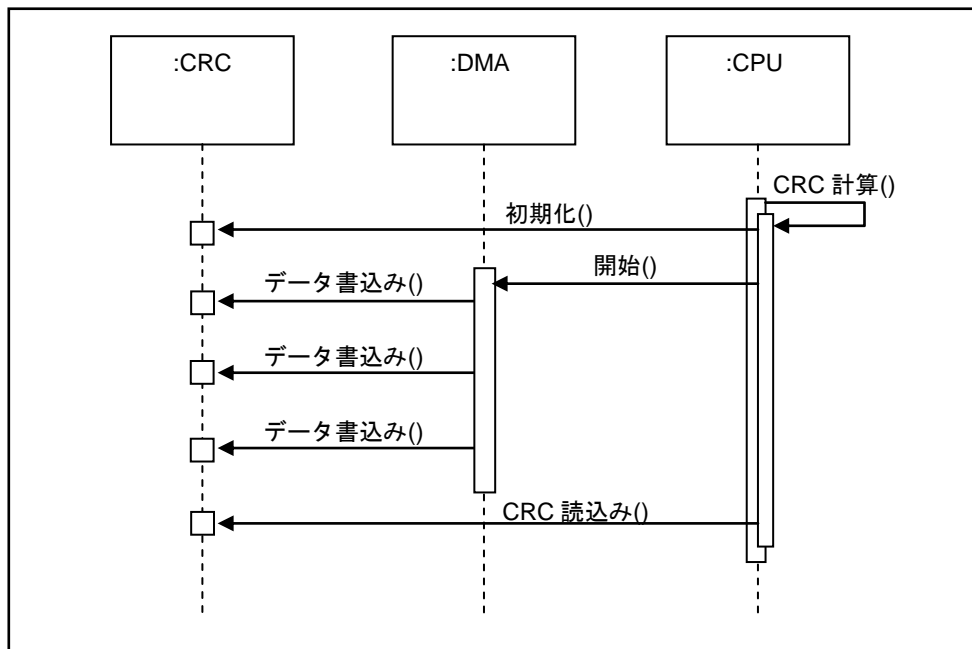 :CRC
:DMA
:CPU
CRC 計算()
初期化()
開始()
データ書込み()
データ書込み()
データ書込み()
CRC 読込み()